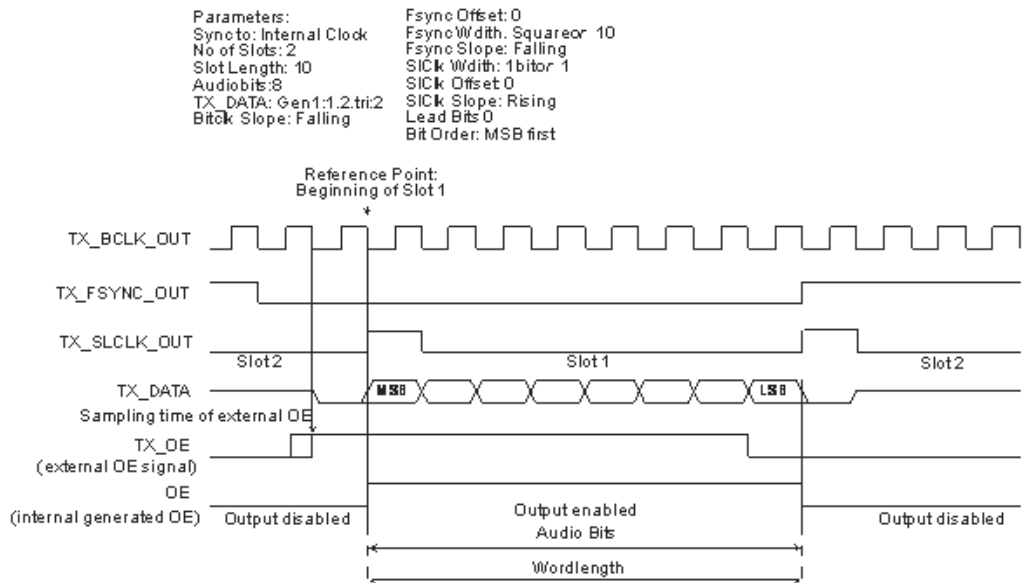 Parameters:
Sync to: Internal Clock
No of Slots: 2
Slot Length: 10
Audiobits:8
TX_DATA: Gen1:1.2.tri:2
Bitclk Slope: Falling
Fsync Offset: 0
Fsync Wdith. Squareor 10
Fsync Slope: Falling
SlClk Wdith: 1bitor 1
SlClk Offset: 0
SlClk Slope: Rising
Lead Bits 0
Bit Order: MSB first
Reference Point:
Beginning of Slot 1
TX_BCLK_OUT
TX_FSYNC_OUT
TX_SLCLK_OUT
Slot 2
Slot 1
Slot 2
TX_DATA
MSB
LSB
Sampling time of external OE
TX_OE
(external OE signal)
OE
(internal generated OE)
Output disabled
Output enabled
Output disabled
Audio Bits
Wordlength